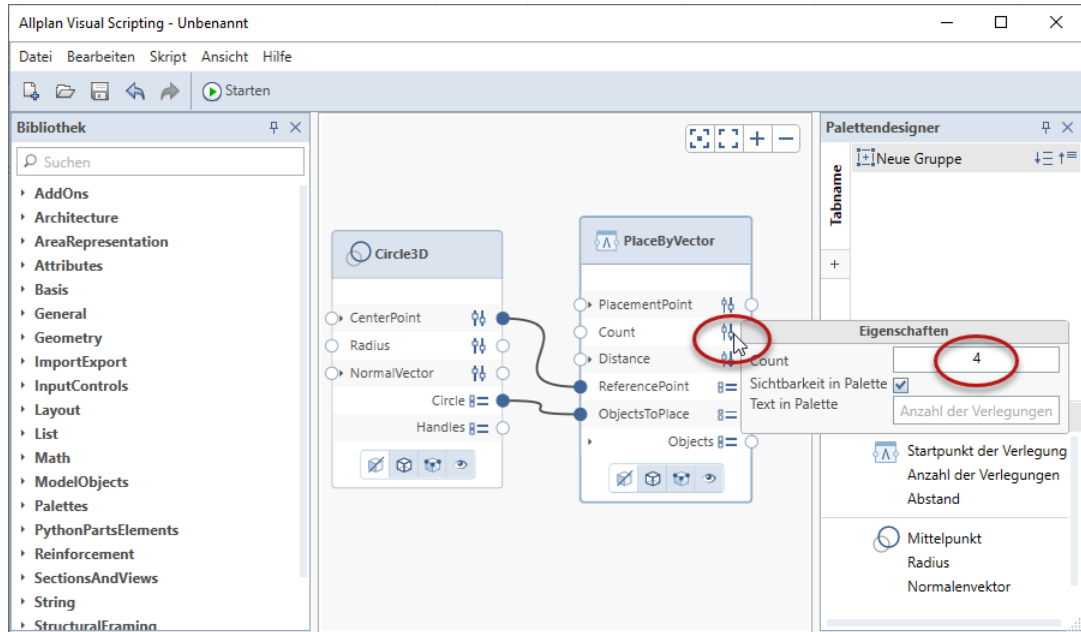 Allplan Visual Scripting - Unbenannt
Datei Bearbeiten Skript Ansicht Hilfe
Starten
Bibliothek
Suchen
AddOns
Architecture
AreaRepresentation
Attributes
Basis
General
Geometry
ImportExport
InputControls
Layout
List
Math
ModelObjects
Palettes
PythonPartsElements
Reinforcement
SectionsAndViews
String
StructuralFraming
Circle3D
CenterPoint
Radius
NormalVector
Circle
Handles
PlaceByVector
PlacementPoint
Count
Distance
ReferencePoint
ObjectsToPlace
Objects
Eigenschaften
Count 4
Sichtbarkeit in Palette
Text in Palette Anzahl der Verlegungen
Palettendesigner
Neue Gruppe
Tabname
+
Startpunkt der Verlegung
Anzahl der Verlegungen
Abstand
Mittelpunkt
Radius
Normalenvektor